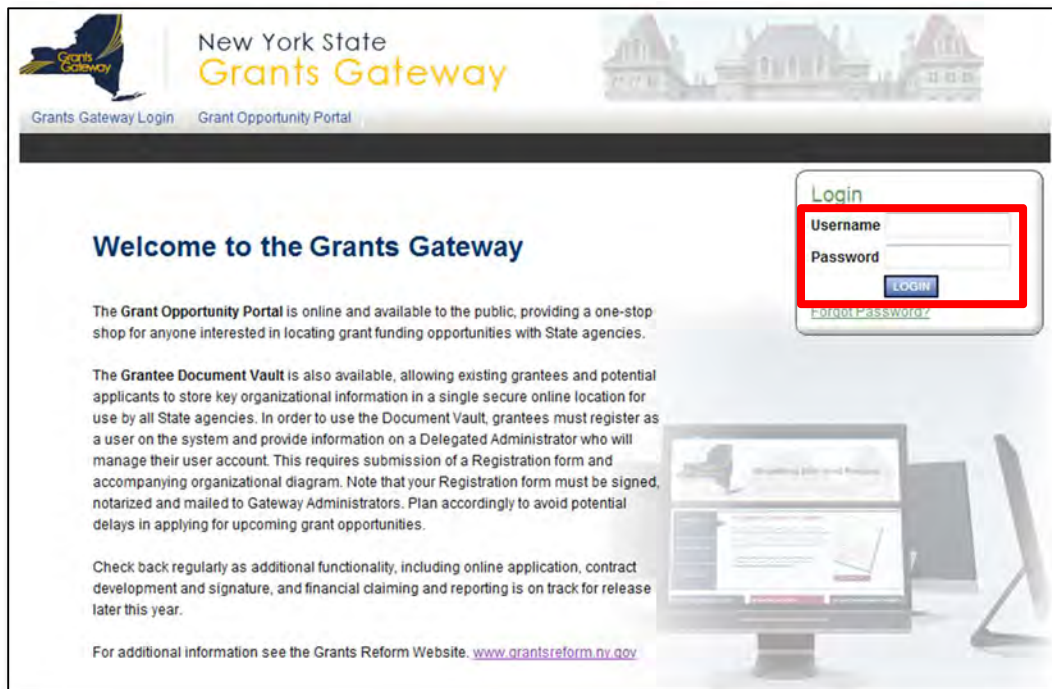 Grants
Gateway
New York State
Grants Gateway
Grants Gateway Login Grant Opportunity Portal
Login
Username
Password
LOGIN
Forgot Password?
Welcome to the Grants Gateway
The Grant Opportunity Portal is online and available to the public, providing a one-stop
shop for anyone interested in locating grant funding opportunities with State agencies.
The Grantee Document Vault is also available, allowing existing grantees and potential
applicants to store key organizational information in a single secure online location for
use by all State agencies. In order to use the Document Vault, grantees must register as
a user on the system and provide information on a Delegated Administrator who will
manage their user account. This requires submission of a Registration form and
accompanying organizational diagram. Note that your Registration form must be signed,
notarized and mailed to Gateway Administrators. Plan accordingly to avoid potential
delays in applying for upcoming grant opportunities.
Check back regularly as additional functionality, including online application, contract
development and signature, and financial claiming and reporting is on track for release
later this year.
For additional information see the Grants Reform Website. www.grantsreform.ny.gov